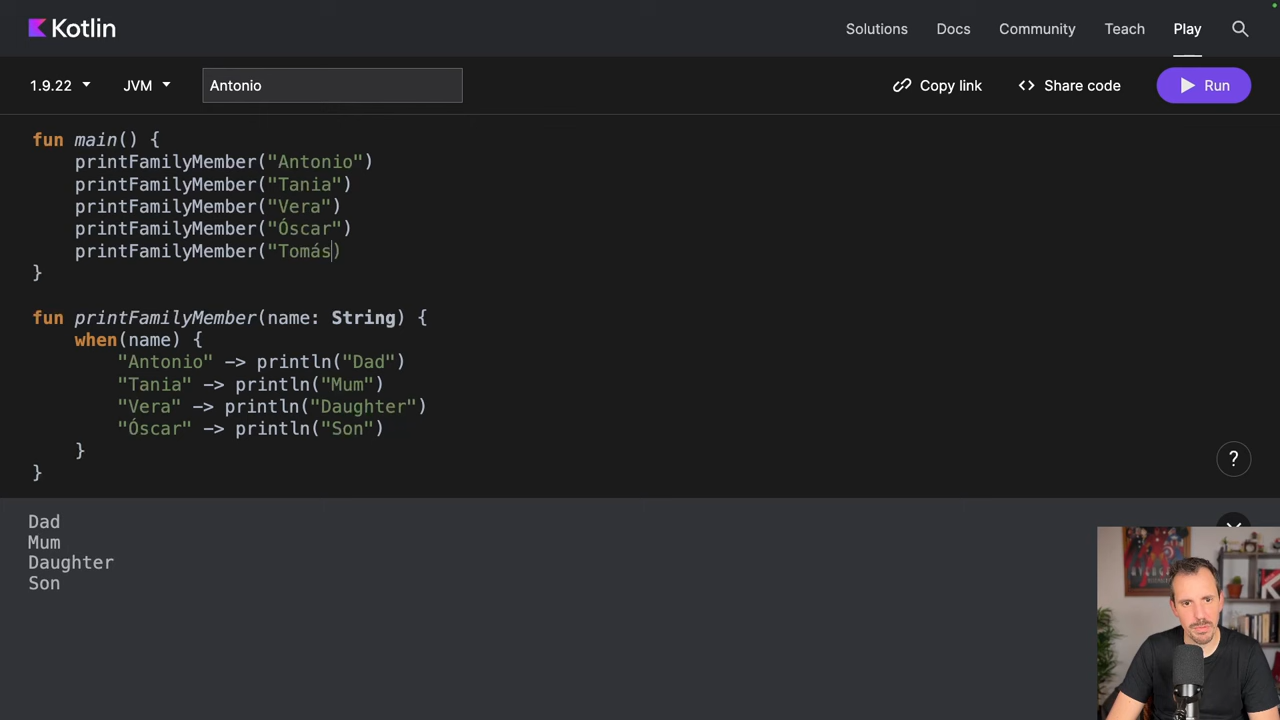 Kotlin
Solutions Docs Community Teach Play
1.9.22 JVM Antonio Copy link <> Share code Run
fun main() {
    printFamilyMember("Antonio")
    printFamilyMember("Tania")
    printFamilyMember("Vera")
    printFamilyMember("Óscar")
    printFamilyMember("Tomás)
}
fun printFamilyMember(name: String) {
    when(name) {
        "Antonio" -> println("Dad")
        "Tania" -> println("Mum")
        "Vera" -> println("Daughter")
        "Óscar" -> println("Son")
    }
}
?
Dad
Mum
Daughter
Son